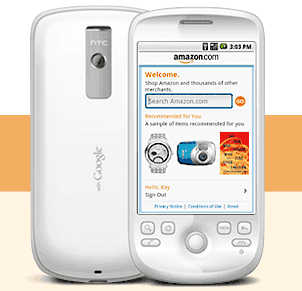 htc
with Google
3:03 PM
amazon.com
Welcome.
Shop Amazon and thousands of other
merchants.
Search Amazon.com
GO
Recommended for You
A sample of items recommended for you
Hello, Kay
Sign Out
Privacy Notice | Conditions of Use | About